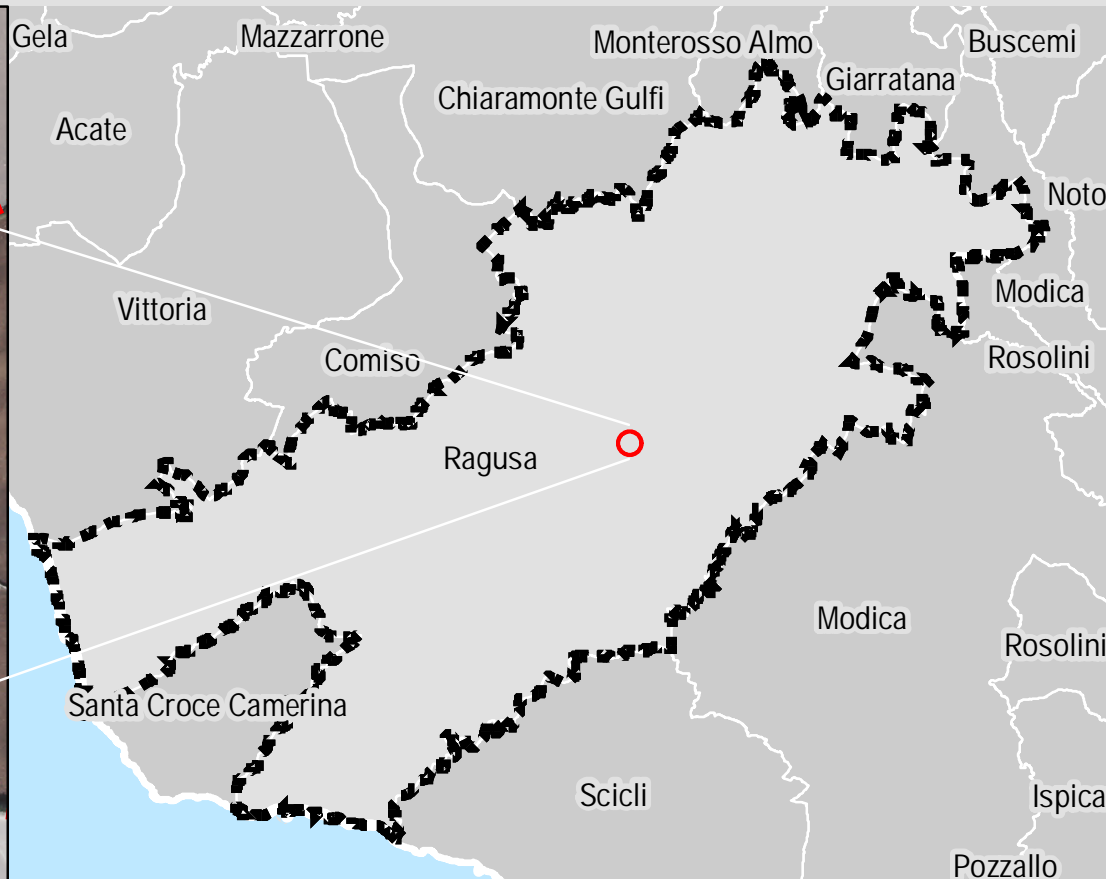 Gela
Mazzarrone
Monterosso Almo
Buscemi
Giarratana
Chiaramonte Gulfi
Acate
Noto
Modica
Vittoria
Rosolini
Comiso
Ragusa
Modica
Rosolini
Santa Croce Camerina
Scicli
Ispica
Pozzallo